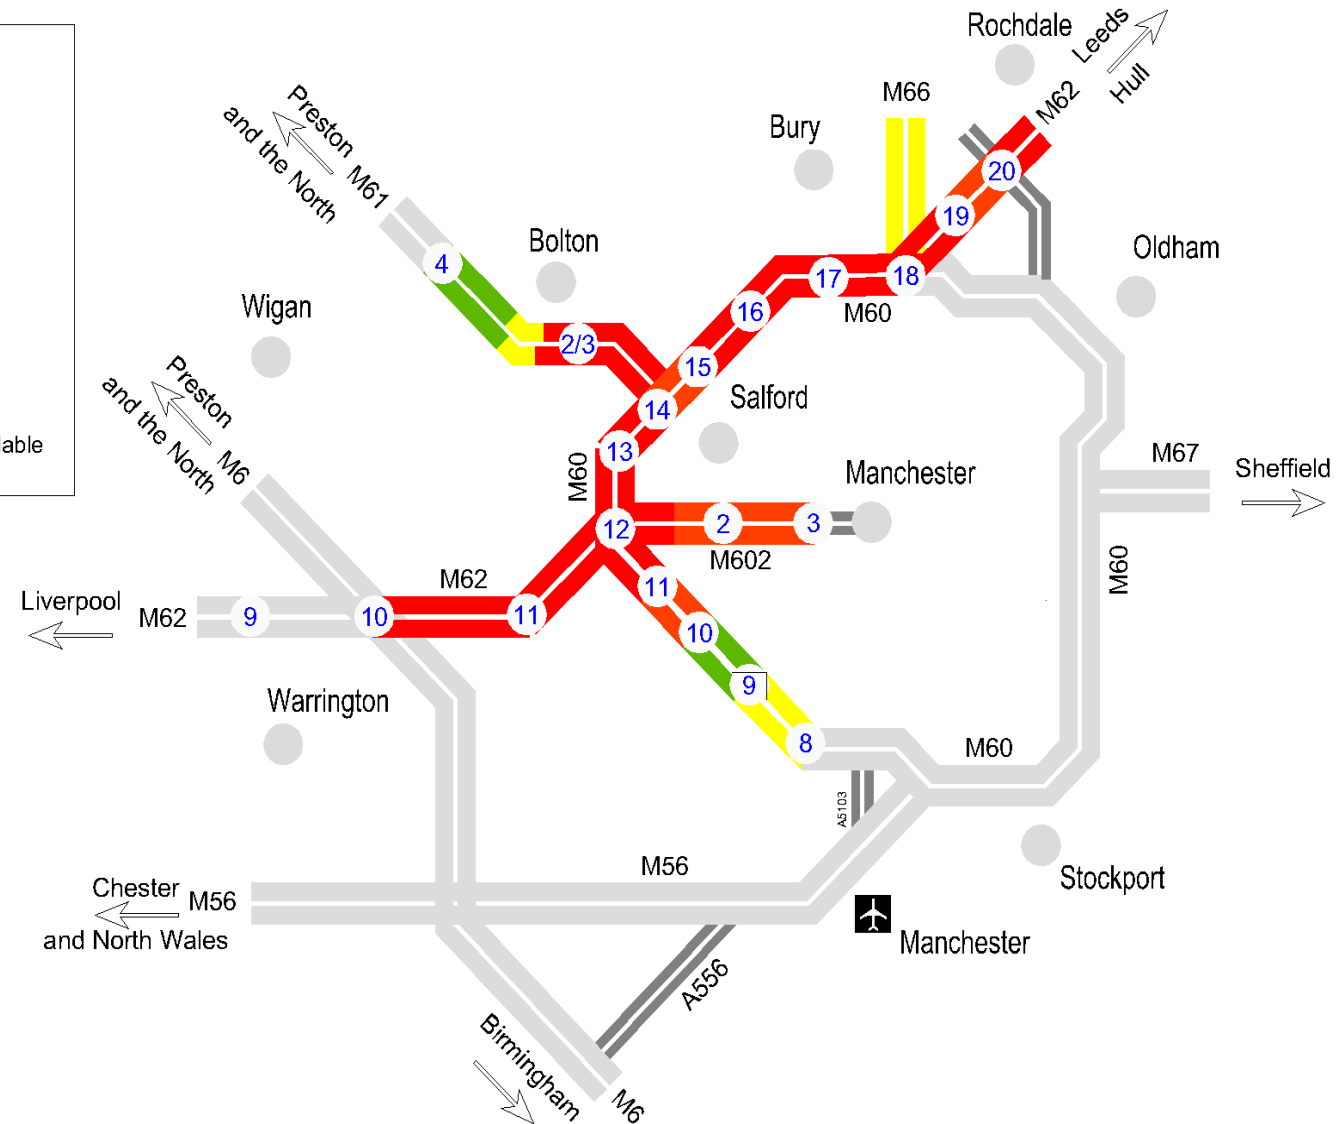 Rochdale
Leeds
Hull
M62
M66
Bury
Preston
and the North
M61
20
19
Bolton
Oldham
4
17
18
16
M60
Wigan
2/3
15
Preston
and the North
M6
14
Salford
lable
13
M67
M60
Manchester
Sheffield
12
2
3
M602
M62
11
M60
Liverpool
M62
9
10
11
10
9
Warrington
8
M60
A5103
M56
Stockport
Chester
M56
and North Wales
Manchester
A556
Birmingham
M6